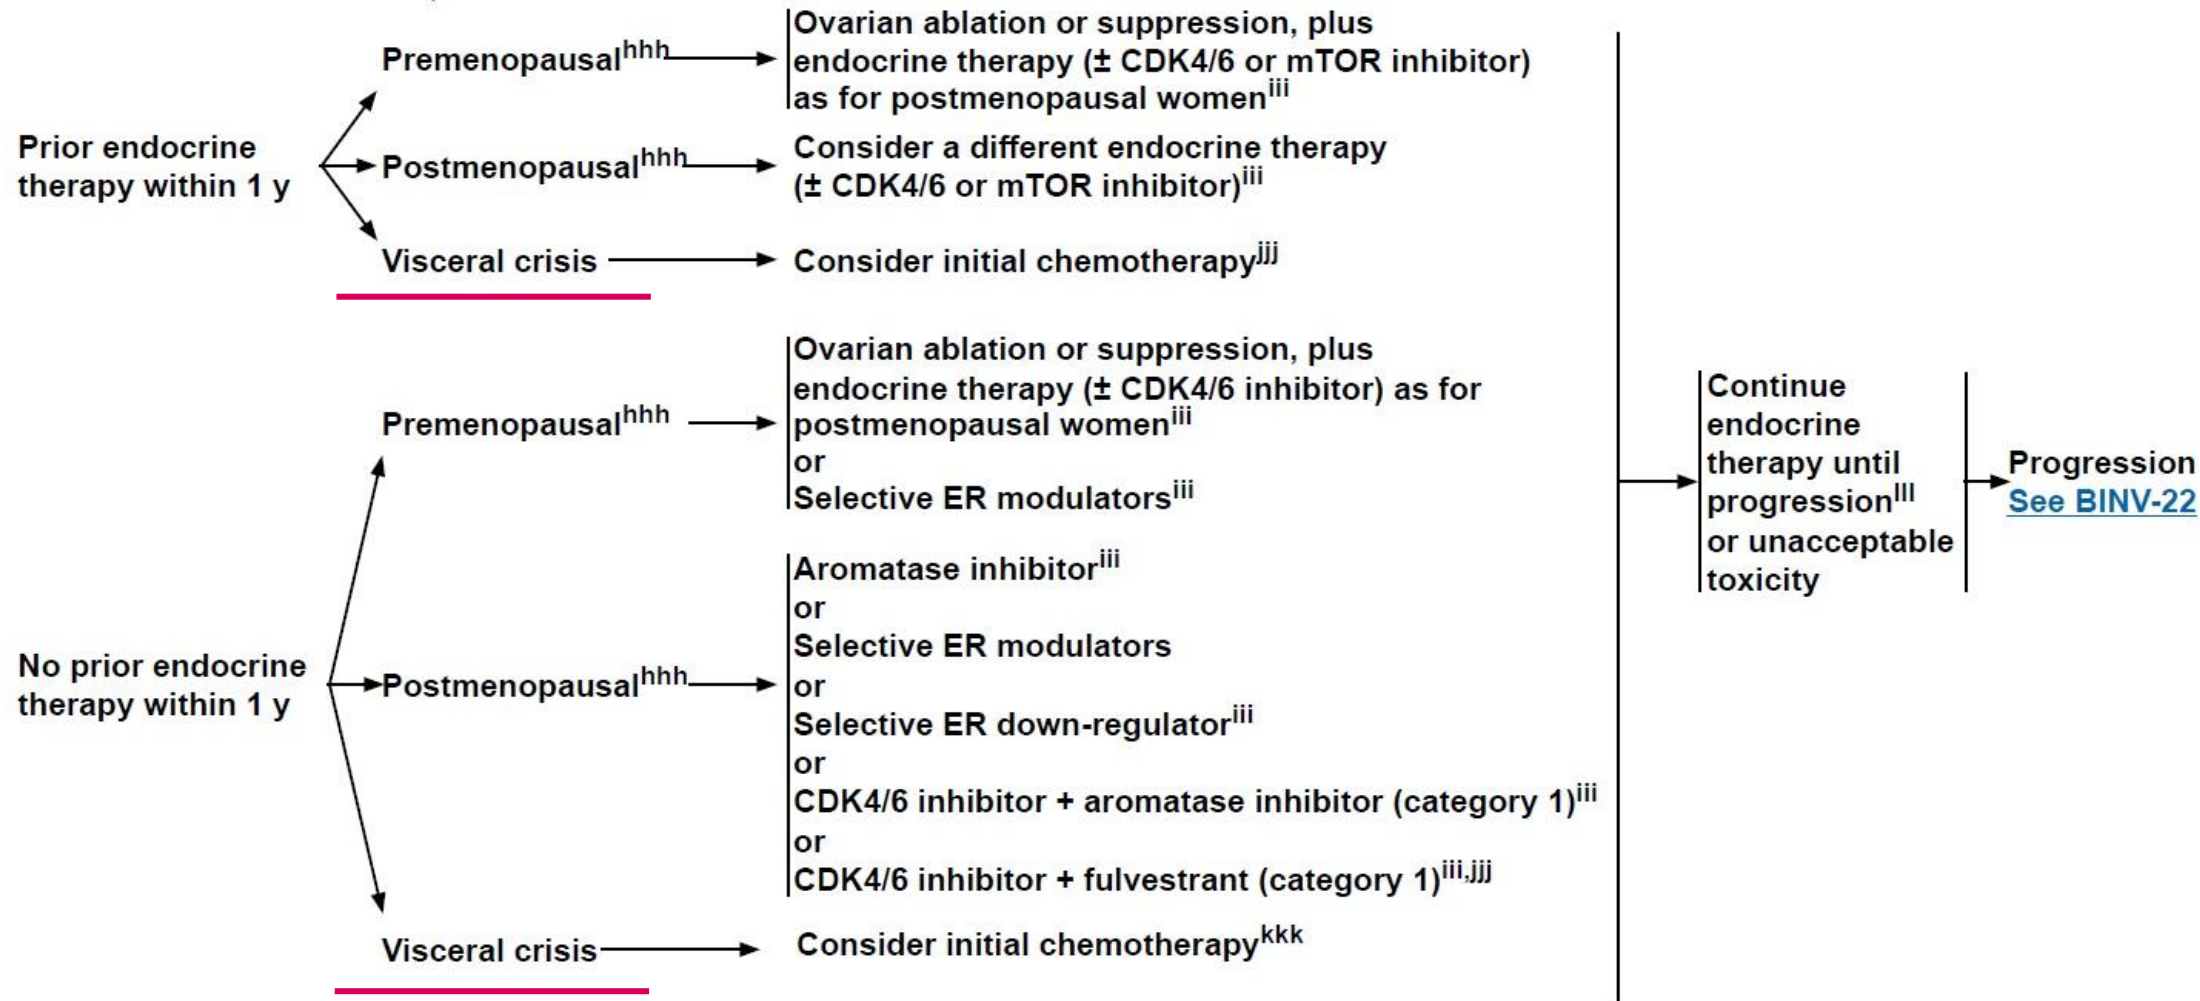 Premenopausalhhh
Ovarian ablation or suppression, plus
endocrine therapy (± CDK4/6 or mTOR inhibitor)
as for postmenopausal womeniii
Prior endocrine
therapy within 1 y
Postmenopausalhhh
Consider a different endocrine therapy
(± CDK4/6 or mTOR inhibitor)iii
Visceral crisis
Consider initial chemotherapyjjj
No prior endocrine
therapy within 1 y
Premenopausalhhh
Ovarian ablation or suppression, plus
endocrine therapy (± CDK4/6 inhibitor) as for
postmenopausal womeniii
or
Selective ER modulatorsiii
Postmenopausalhhh
Aromatase inhibitoriii
or
Selective ER modulators
or
Selective ER down-regulatoriii
or
CDK4/6 inhibitor + aromatase inhibitor (category 1)iii
or
CDK4/6 inhibitor + fulvestrant (category 1)iii,jjj
Visceral crisis
Consider initial chemotherapykkk
Continue
endocrine
therapy until
progressionlll
or unacceptable
toxicity
Progression
See BINV-22